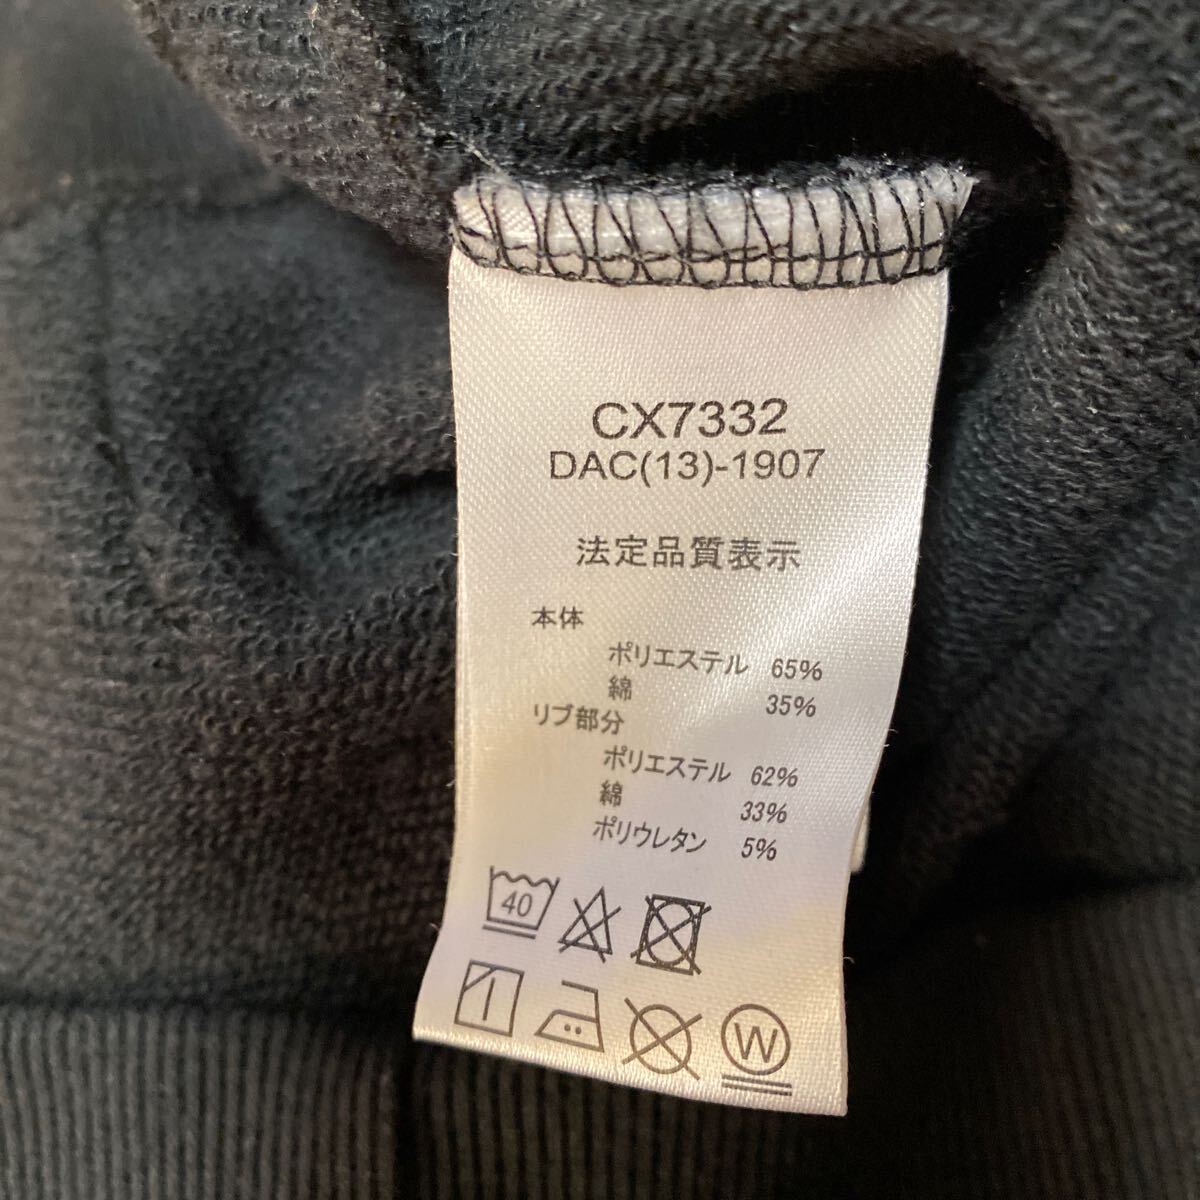 CX7332
DAC(13)-1907
法定品質表示
本体
ポリエステル 65%
綿 35%
リブ部分
ポリエステル 62%
綿 33%
ポリウレタン 5%
40
W